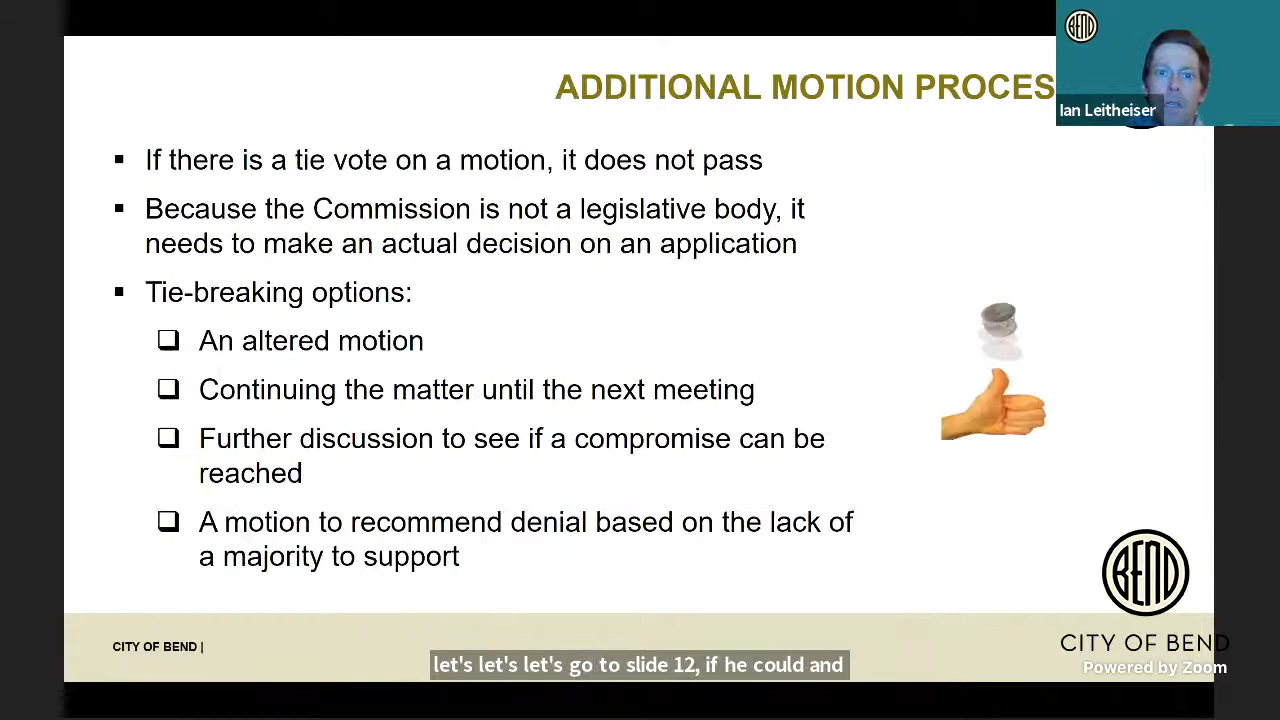 ADDITIONAL MOTION PROCES
BEND
Ian Leitheiser
▪ If there is a tie vote on a motion, it does not pass
▪ Because the Commission is not a legislative body, it
needs to make an actual decision on an application
▪ Tie-breaking options:
❑ An altered motion
❑ Continuing the matter until the next meeting
❑ Further discussion to see if a compromise can be
reached
❑ A motion to recommend denial based on the lack of
a majority to support
BEND
CITY OF BEND
CITY OF BEND |
let's let's let's go to slide 12, if he could and
Powered by Zoom